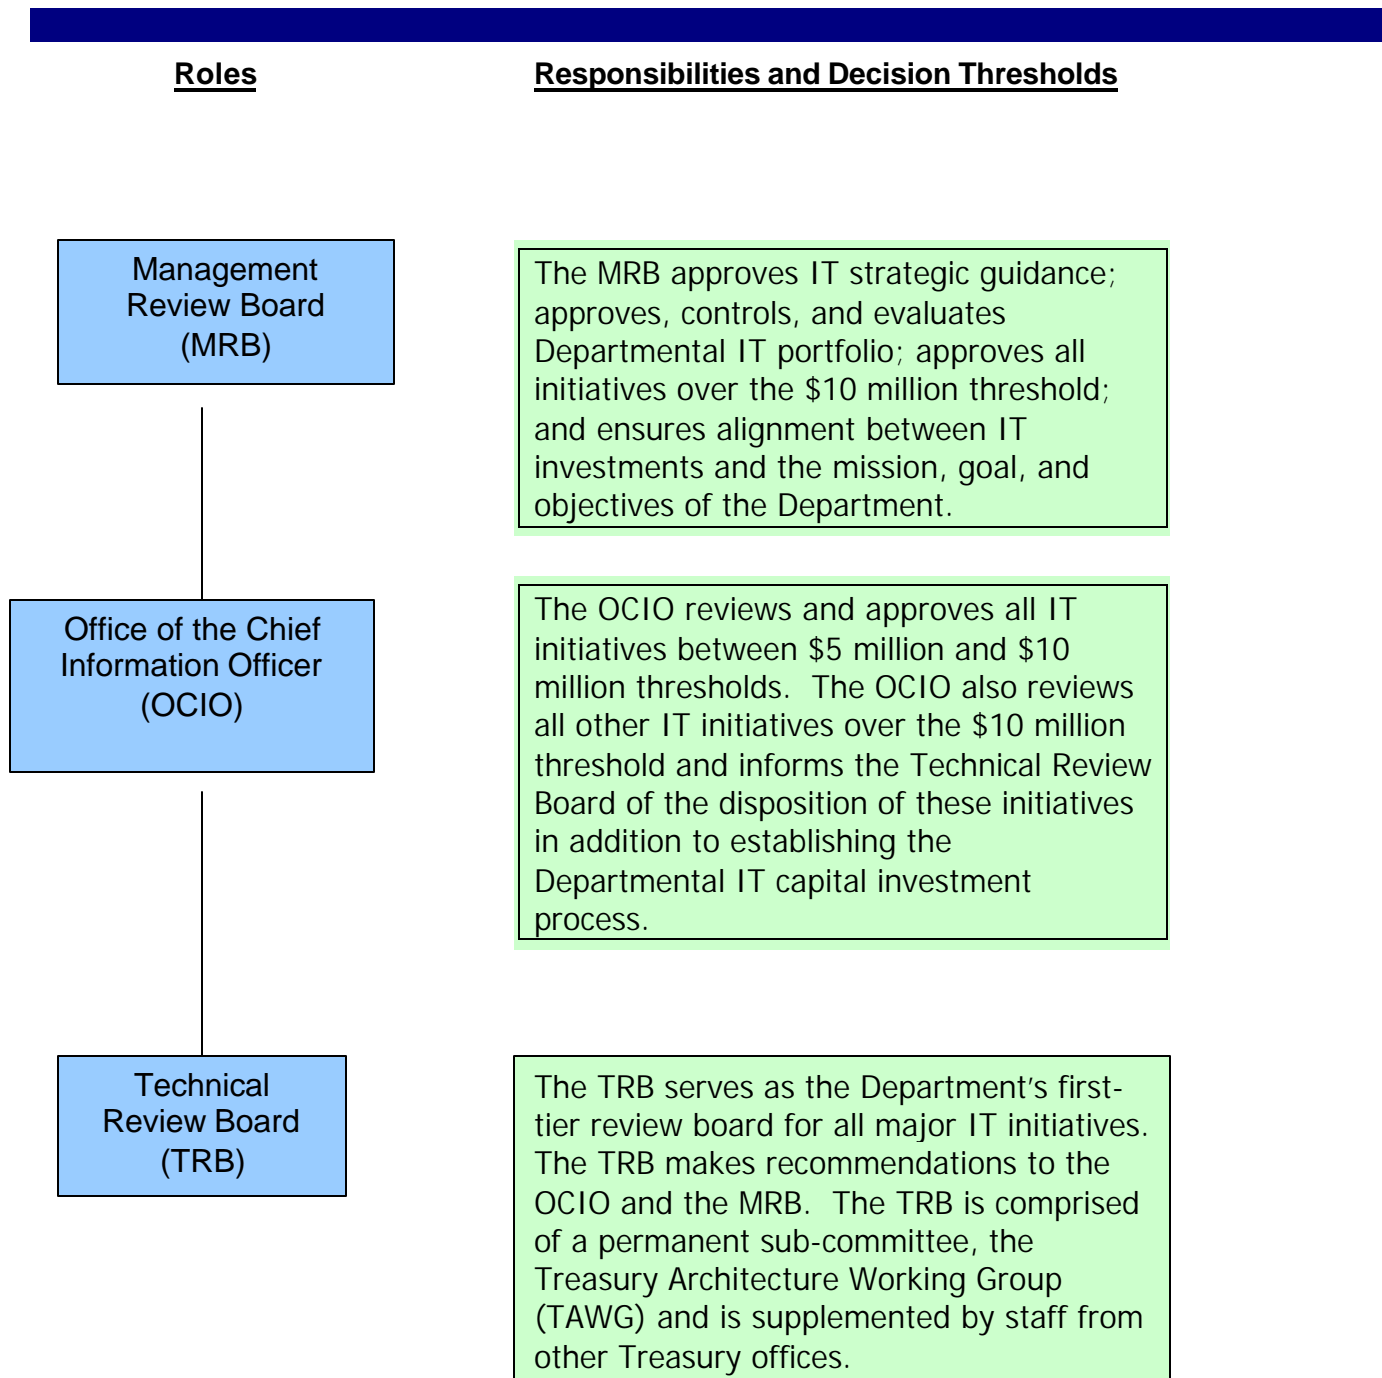 Roles
Responsibilities and Decision Thresholds
Management
Review Board
(MRB)
The MRB approves IT strategic guidance;
approves, controls, and evaluates
Departmental IT portfolio; approves all
initiatives over the $10 million threshold;
and ensures alignment between IT
investments and the mission, goal, and
objectives of the Department.
Office of the Chief
Information Officer
(OCIO)
The OCIO reviews and approves all IT
initiatives between $5 million and $10
million thresholds.  The OCIO also reviews
all other IT initiatives over the $10 million
threshold and informs the Technical Review
Board of the disposition of these initiatives
in addition to establishing the
Departmental IT capital investment
process.
Technical
Review Board
(TRB)
The TRB serves as the Department's first-
tier review board for all major IT initiatives.
The TRB makes recommendations to the
OCIO and the MRB.  The TRB is comprised
of a permanent sub-committee, the
Treasury Architecture Working Group
(TAWG) and is supplemented by staff from
other Treasury offices.